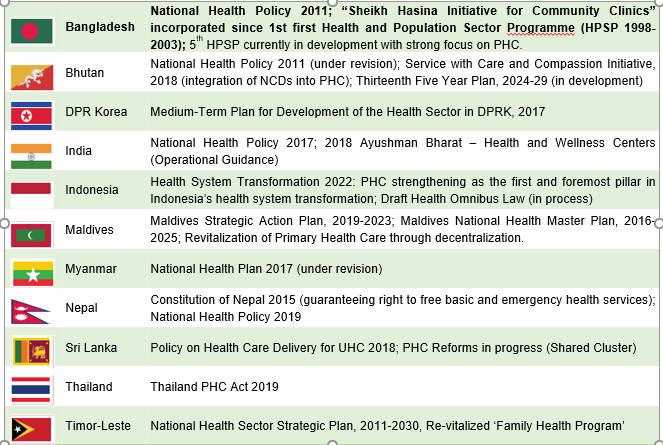 National Health Policy 2011; “Sheikh Hasina Initiative for Community Clinics”
Bangladesh incorporated since 1st first Health and Population Sector Programme (HPSP 1998-
2003); 5th HPSP currently in development with strong focus on PHC.
National Health Policy 2011 (under revision); Service with Care and Compassion Initiative,
Bhutan
2018 (integration of NCDs into PHC); Thirteenth Five Year Plan, 2024-29 (in development)
DPR Korea Medium-Term Plan for Development of the Health Sector in DPRK, 2017
National Health Policy 2017; 2018 Ayushman Bharat – Health and Wellness Centers
India
(Operational Guidance)
Health System Transformation 2022: PHC strengthening as the first and foremost pillar in
Indonesia
Indonesia’s health system transformation; Draft Health Omnibus Law (in process)
Maldives Strategic Action Plan, 2019-2023; Maldives National Health Master Plan, 2016-
Maldives
2025; Revitalization of Primary Health Care through decentralization.
Myanmar National Health Plan 2017 (under revision)
Constitution of Nepal 2015 (guaranteeing right to free basic and emergency health services);
Nepal
National Health Policy 2019
Sri Lanka Policy on Health Care Delivery for UHC 2018; PHC Reforms in progress (Shared Cluster)
Thailand Thailand PHC Act 2019
Timor-Leste National Health Sector Strategic Plan, 2011-2030, Re-vitalized ‘Family Health Program’